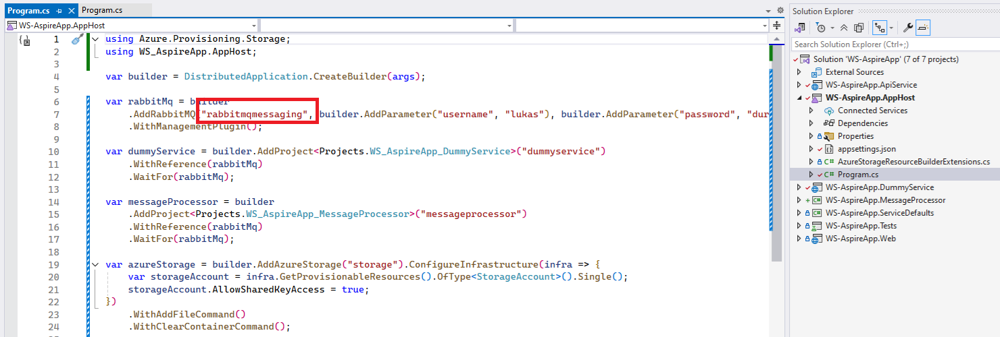 Program.cs
Program.cs
WS-AspireApp.AppHost
1 using Azure.Provisioning.Storage;
2 using WS_AspireApp.AppHost;
3
4 var builder = DistributedApplication.CreateBuilder(args);
5
6 var rabbitMq = builder
7 .AddRabbitMQ("rabbitmqmessaging", builder.AddParameter("username", "lukas"), builder.AddParameter("password", "dur
8 .WithManagementPlugin();
9
10 var dummyService = builder.AddProject<Projects.WS_AspireApp_DummyService>("dummyservice")
11 .WithReference(rabbitMq)
12 .WaitFor(rabbitMq);
13
14 var messageProcessor = builder
15 .AddProject<Projects.WS_AspireApp_MessageProcessor>("messageprocessor")
16 .WithReference(rabbitMq)
17 .WaitFor(rabbitMq);
18
19 var azureStorage = builder.AddAzureStorage("storage").ConfigureInfrastructure(infra => {
20 var storageAccount = infra.GetProvisionableResources().OfType<StorageAccount>().Single();
21 storageAccount.AllowSharedKeyAccess = true;
22 })
23 .WithAddFileCommand()
24 .WithClearContainerCommand();
Solution Explorer
Search Solution Explorer (Ctrl+;)
Solution 'WS-AspireApp' (7 of 7 projects)
External Sources
WS-AspireApp.ApiService
WS-AspireApp.AppHost
Connected Services
Dependencies
Properties
appsettings.json
C# AzureStorageResourceBuilderExtensions.cs
C# Program.cs
WS-AspireApp.DummyService
C# WS-AspireApp.MessageProcessor
C# WS-AspireApp.ServiceDefaults
WS-AspireApp.Tests
WS-AspireApp.Web